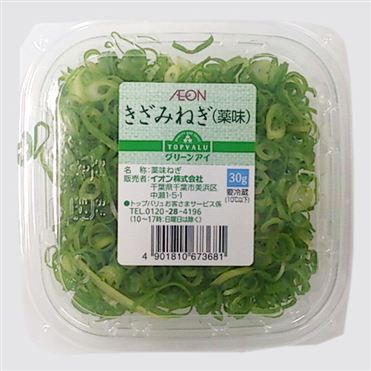 ÆON
きざみねぎ(薬味)
TOPVALU
グリーンアイ
名 称:薬味ねぎ
販売者:イオン株式会社
千葉県千葉市美浜区
中瀬1-5-1
●トップバリュお客さまサービス係
TEL.0120-28-4196
(10〜17時:日曜日は除く)
30g
要冷蔵
(10℃以下)
4 901810 673681